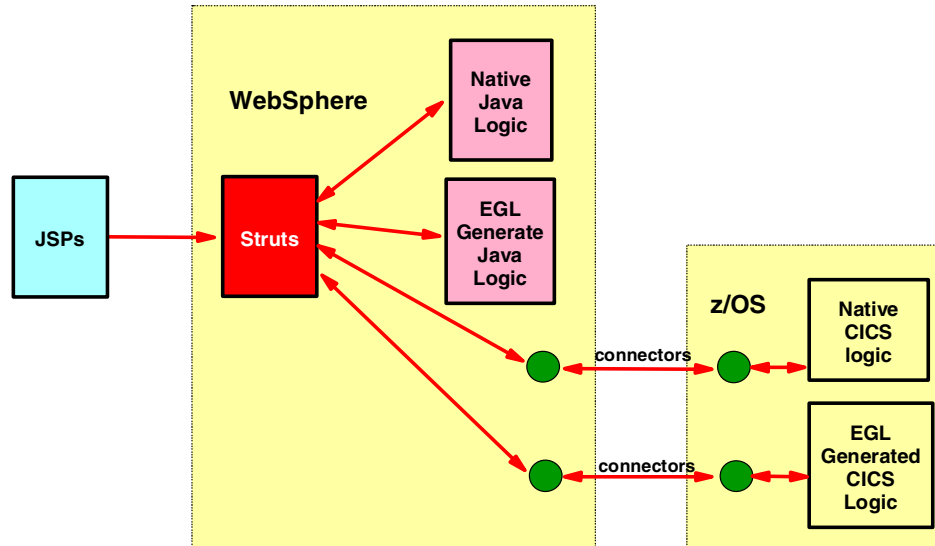 WebSphere
Native
Java
Logic
JSPs
Struts
EGL
Generate
Java
Logic
z/OS
Native
CICS
logic
connectors
EGL
Generated
CICS
Logic
connectors